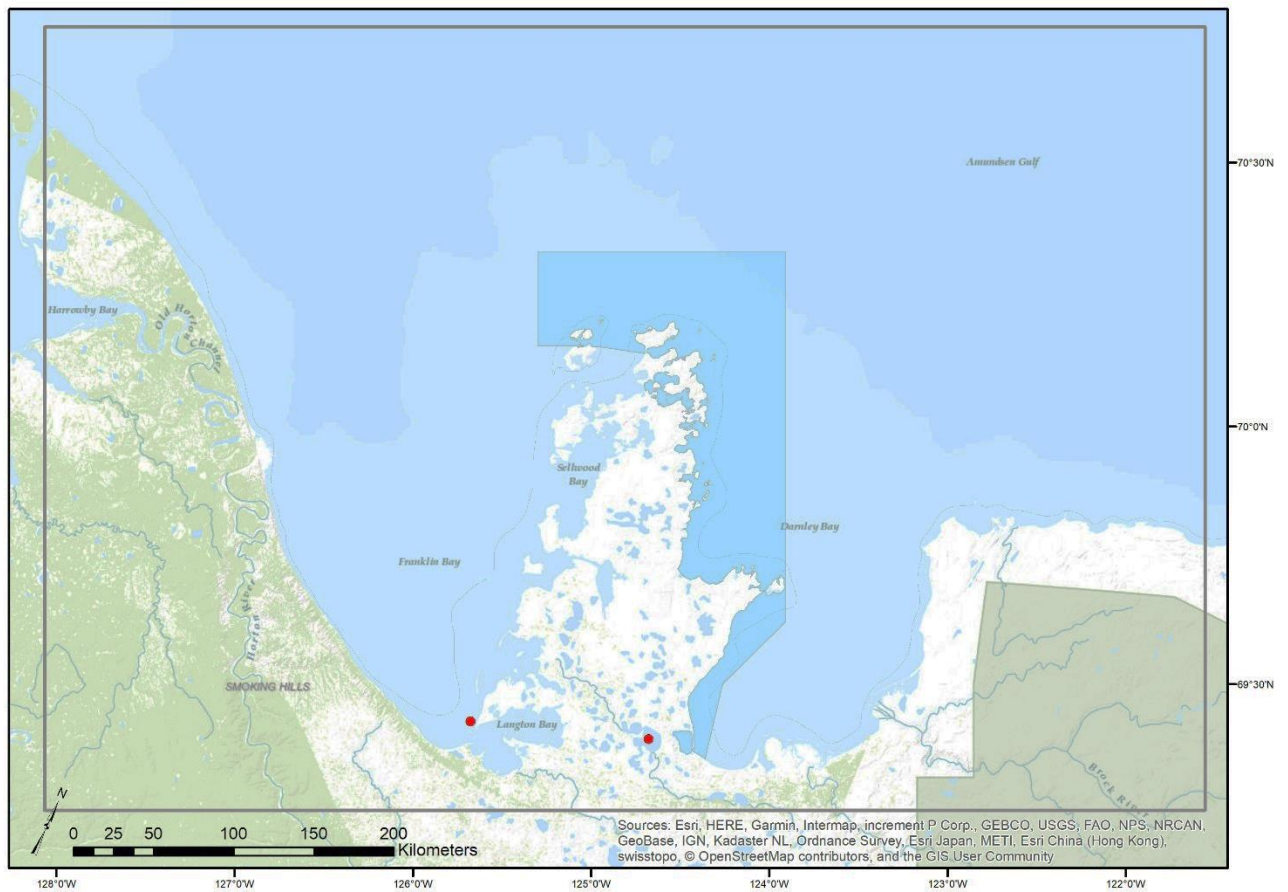 Amundsen Gulf
70°30'N
Harrowby Bay
Old Horton Channel
70°0'N
Sellwood
Bay
Darnley Bay
Franklin Bay
Horton River
SMOKING HILLS
69°30'N
Langton Bay
Brock River
N
0 25 50 100 150 200
Kilometers
Sources: Esri, HERE, Garmin, Intermap, increment P Corp., GEBCO, USGS, FAO, NPS, NRCAN,
GeoBase, IGN, Kadaster NL, Ordnance Survey, Esri Japan, METI, Esri China (Hong Kong),
swisstopo, © OpenStreetMap contributors, and the GIS User Community
128°0'W 127°0'W 126°0'W 125°0'W 124°0'W 123°0'W 122°0'W